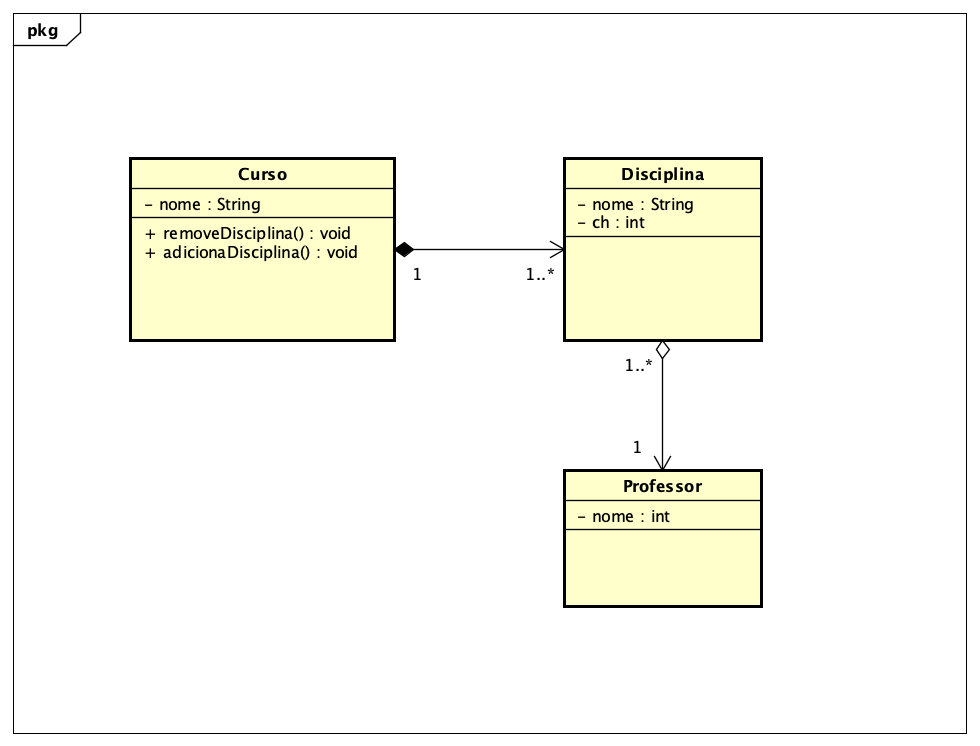 pkg
Curso
- nome : String
+ removeDisciplina() : void
+ adicionaDisciplina() : void
1
1..*
Disciplina
- nome : String
- ch : int
1..*
1
Professor
- nome : int